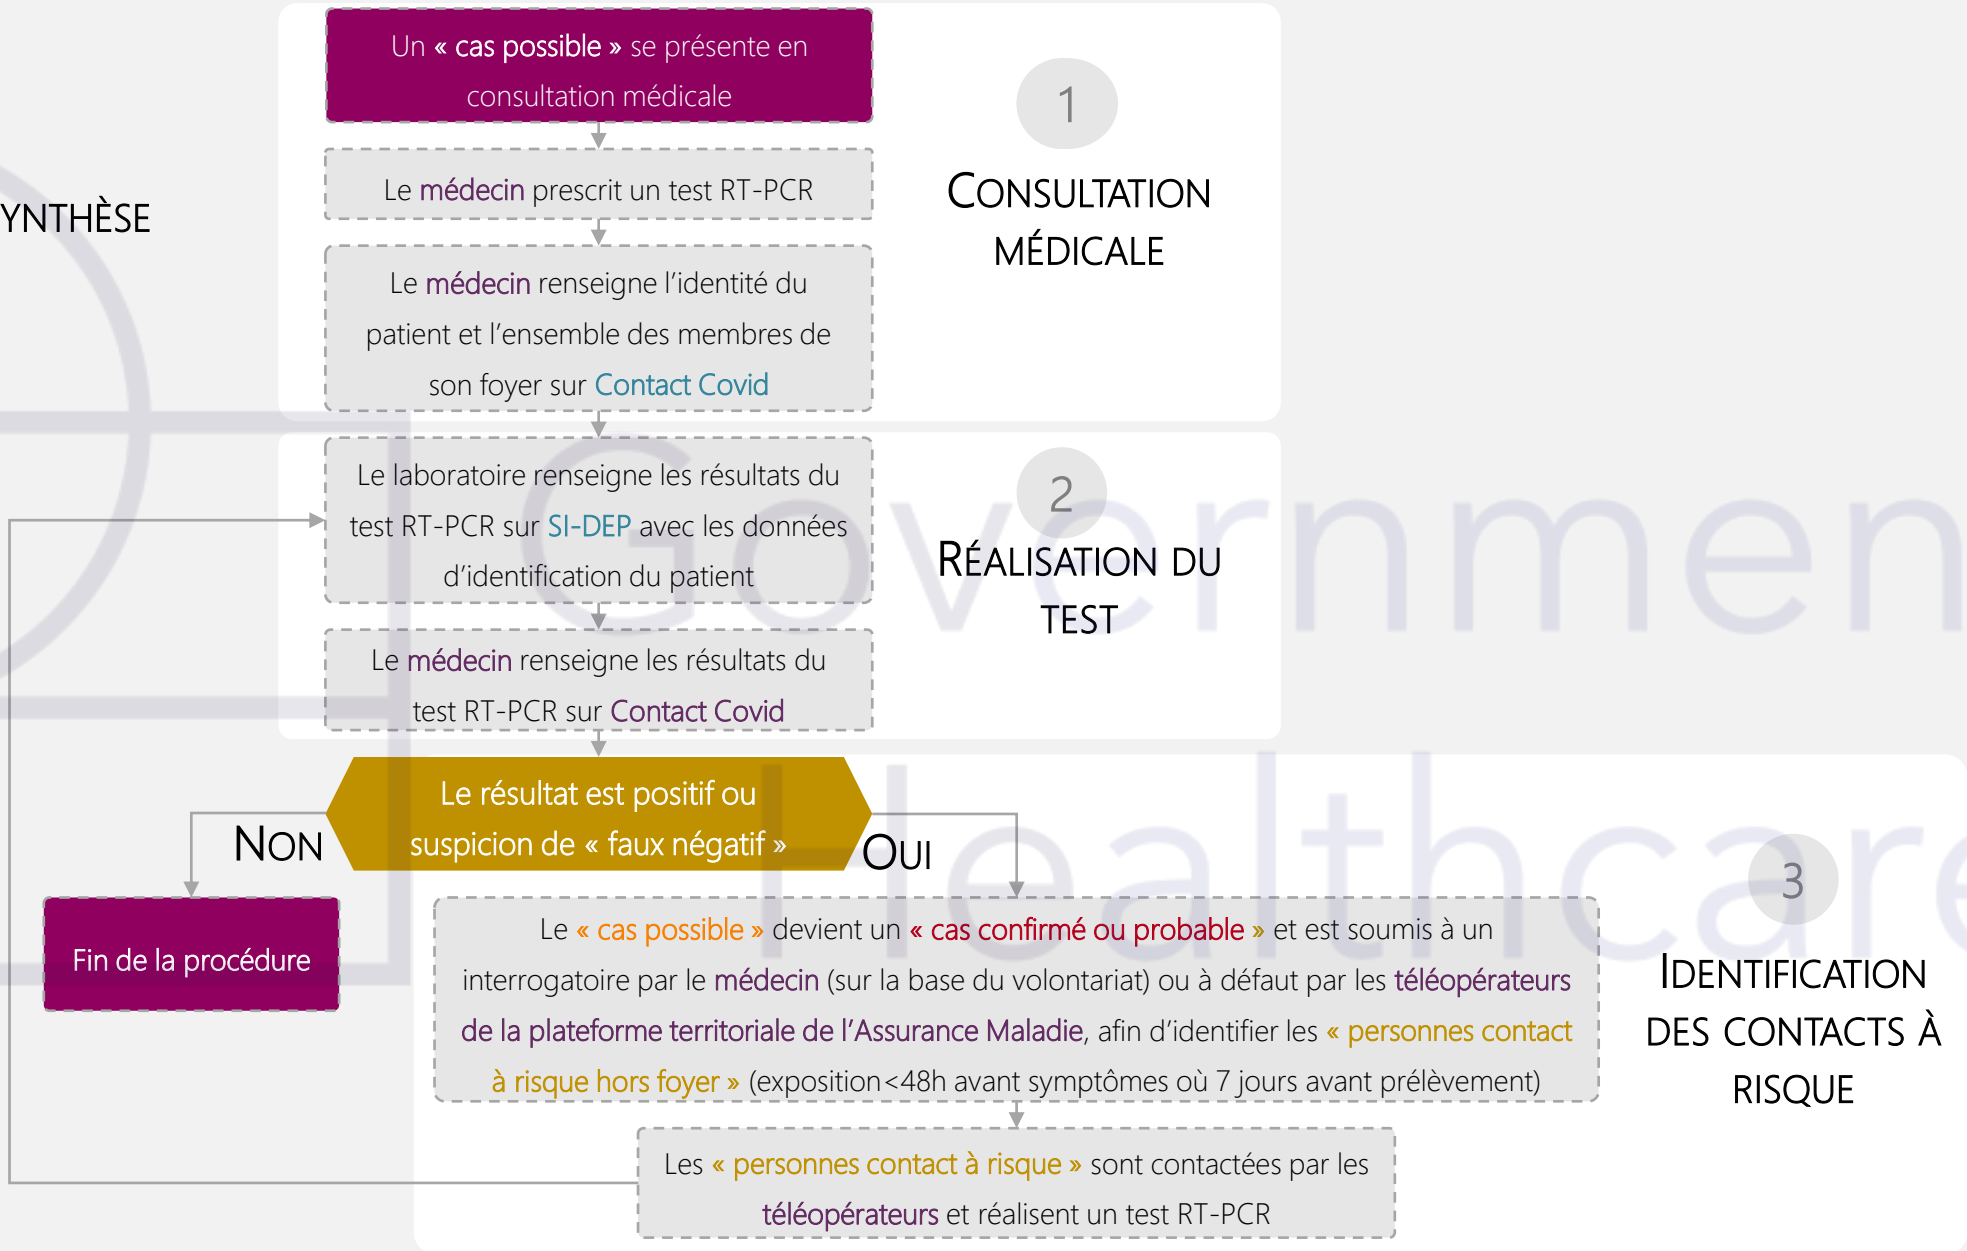 YNTHÈSE
Un « cas possible » se présente en
consultation médicale
1
CONSULTATION
MÉDICALE
Le médecin prescrit un test RT-PCR
Le médecin renseigne l'identité du
patient et l'ensemble des membres de
son foyer sur Contact Covid
Le laboratoire renseigne les résultats du
test RT-PCR sur SI-DEP avec les données
d'identification du patient
2
RÉALISATION DU
TEST
Le médecin renseigne les résultats du
test RT-PCR sur Contact Covid
Le résultat est positif ou
suspicion de « faux négatif »
NON
OUI
Fin de la procédure
Le « cas possible » devient un « cas confirmé ou probable » et est soumis à un
interrogatoire par le médecin (sur la base du volontariat) ou à défaut par les téléopérateurs
de la plateforme territoriale de l'Assurance Maladie, afin d'identifier les « personnes contact
à risque hors foyer » (exposition<48h avant symptômes où 7 jours avant prélèvement)
3
IDENTIFICATION
DES CONTACTS À
RISQUE
Les « personnes contact à risque » sont contactées par les
téléopérateurs et réalisent un test RT-PCR
Governmen
Healthcare